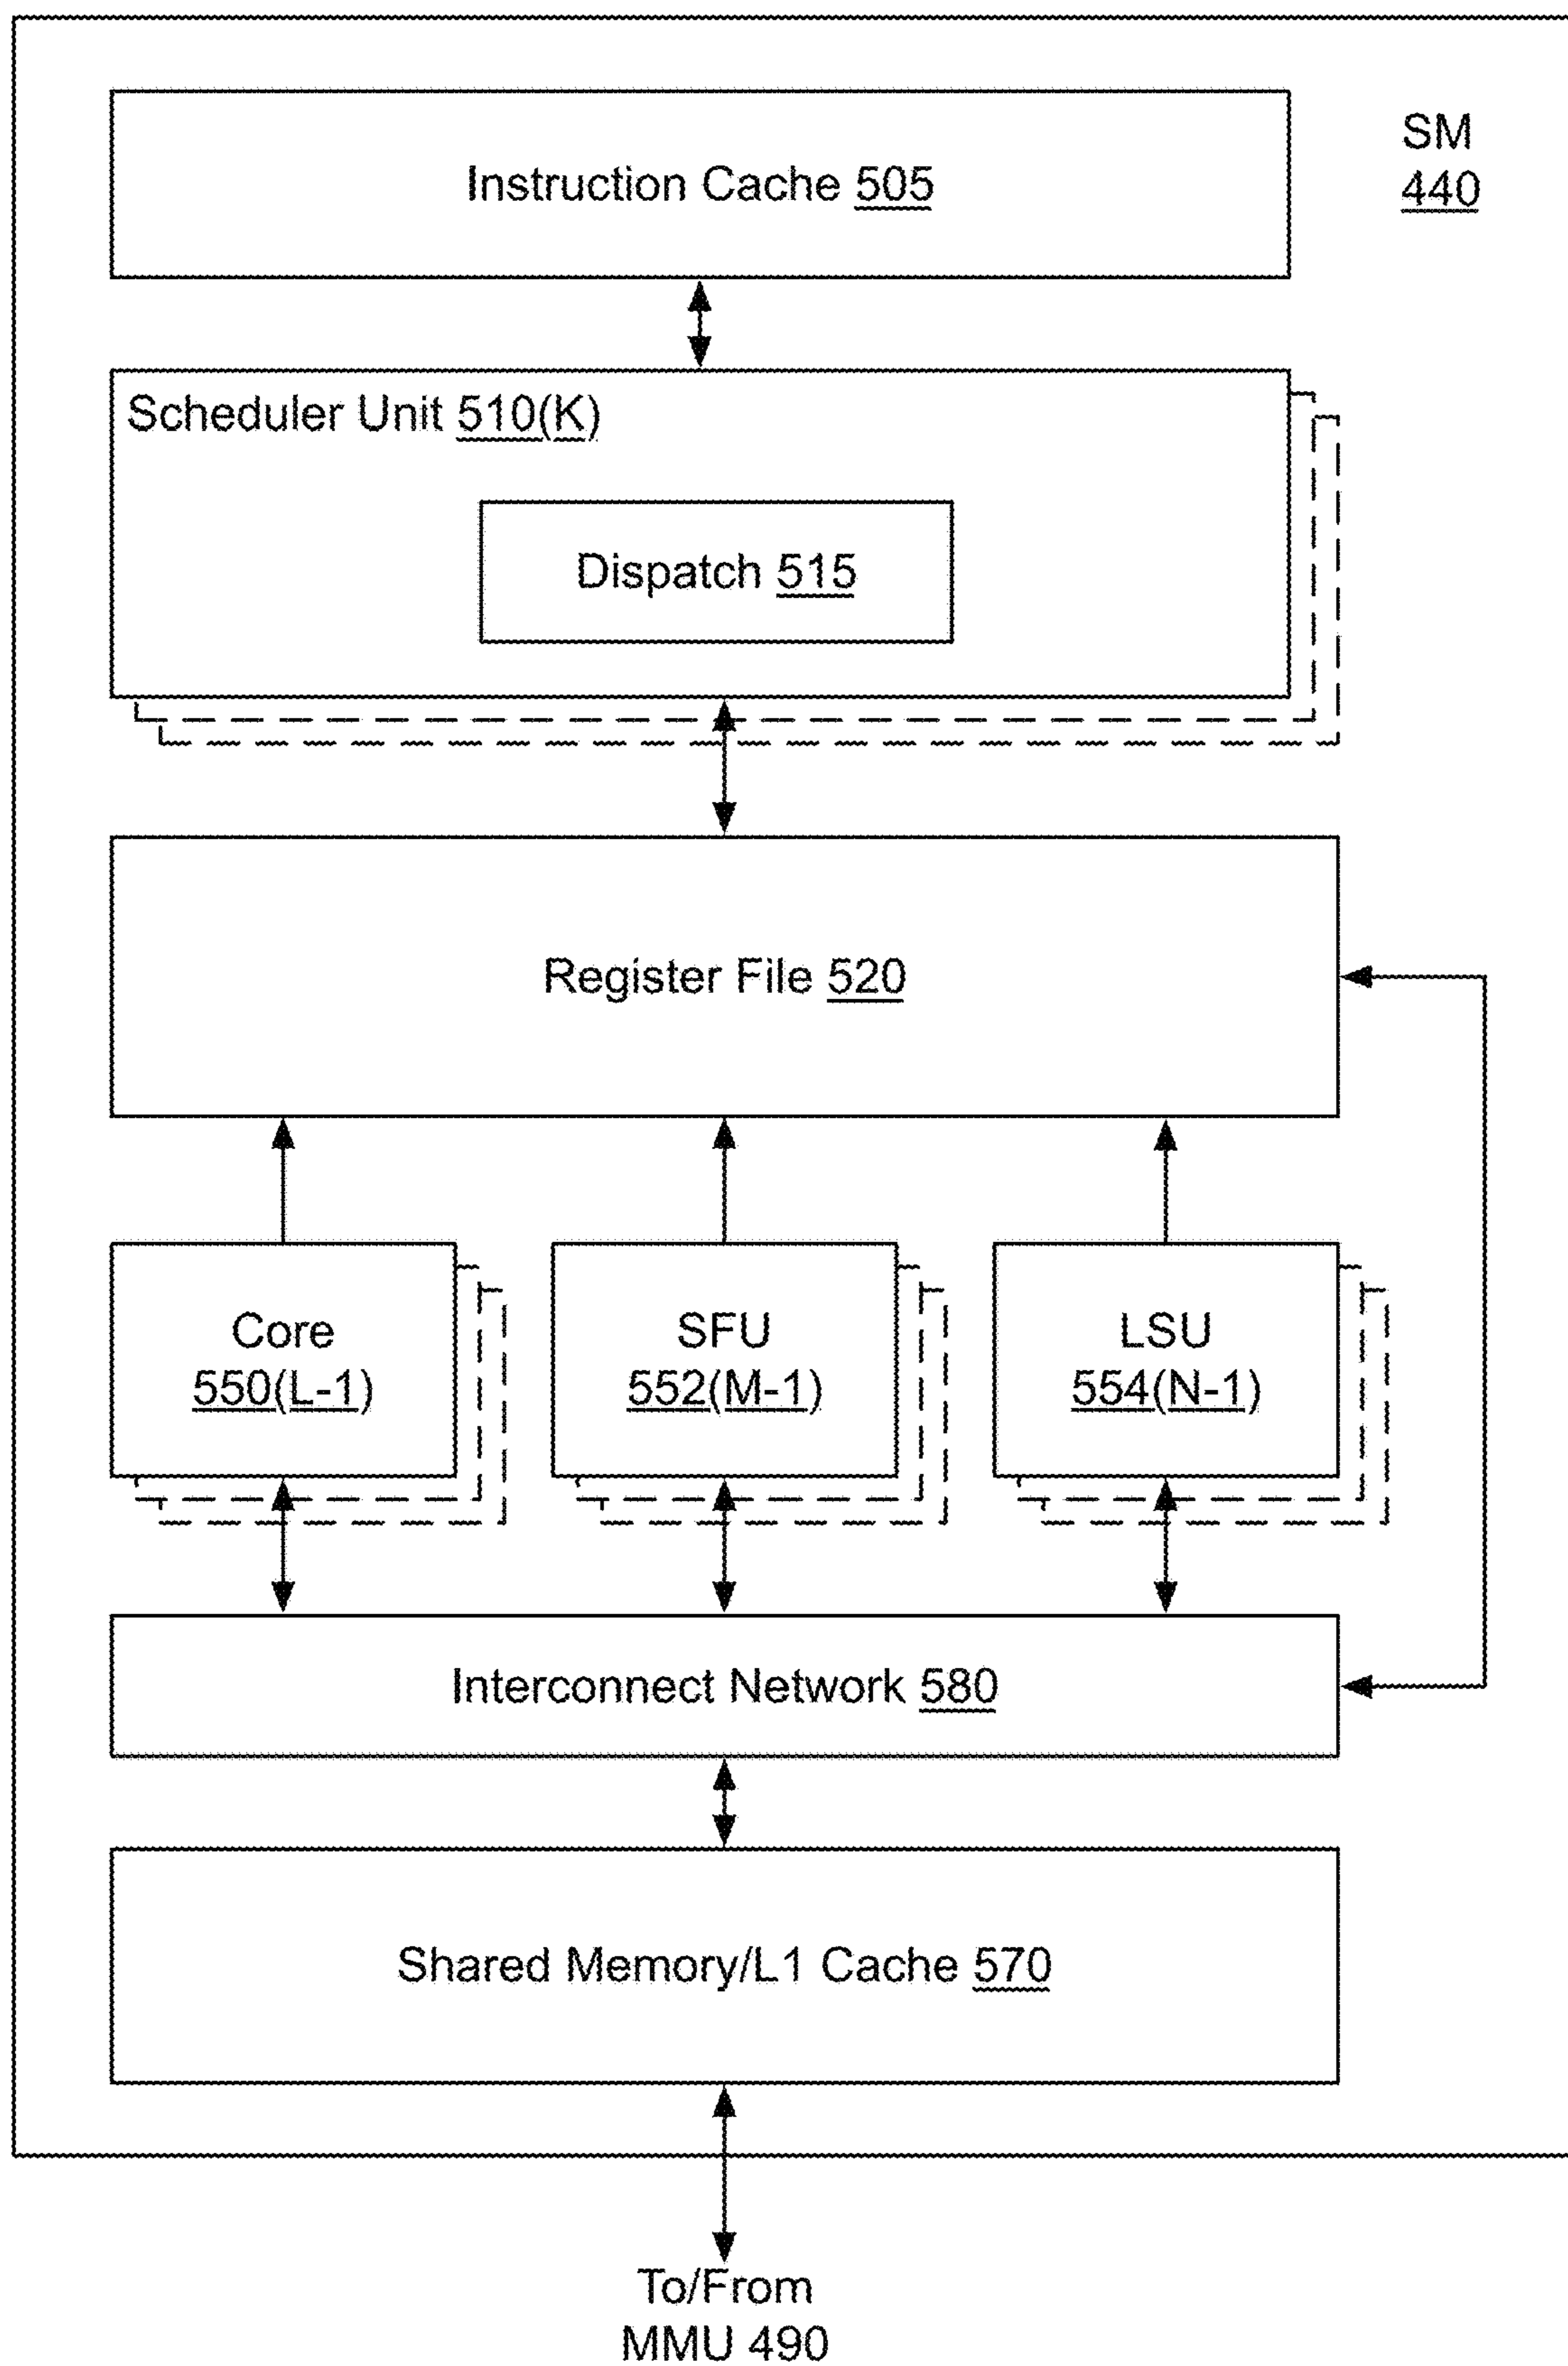 SM
440
Instruction Cache 505
Scheduler Unit 510(K)
Dispatch 515
Register File 520
Core
550(L-1)
SFU
552(M-1)
LSU
554(N-1)
Interconnect Network 580
Shared Memory/L1 Cache 570
To/From
MMU 490